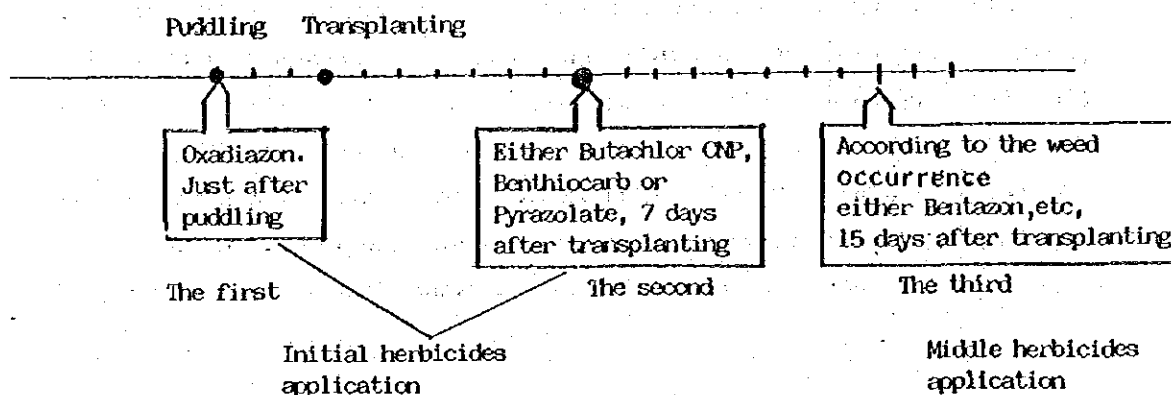 Puddling Transplanting
Oxadiazon.
Just after
puddling
Either Butachlor CNP,
Benthiocarb or
Pyrazolate, 7 days
after transplanting
According to the weed
occurrence
either Bentazon,etc,
15 days after transplanting
The first
The second
The third
Initial herbicides
application
Middle herbicides
application